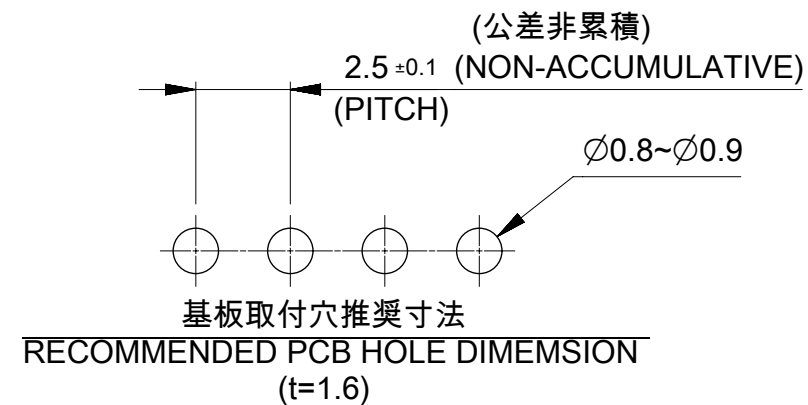 (公差非累積)
2.5 ±0.1 (NON-ACCUMULATIVE)
(PITCH)
∅0.8~∅0.9
基板取付穴推奨寸法
RECOMMENDED PCB HOLE DIMEMSION
(t=1.6)